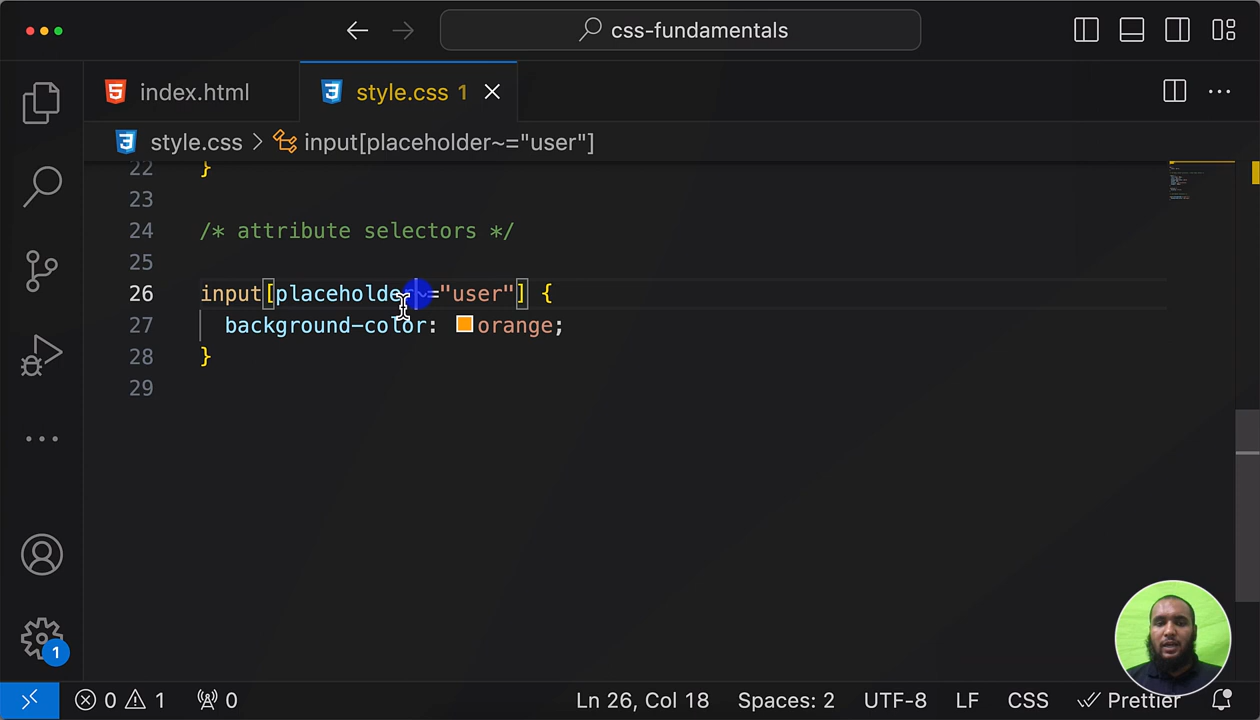 css-fundamentals
index.html
style.css 1
style.css > input[placeholder~="user"]
22 }
23
24 /* attribute selectors */
25
26 input[placeholder~="user"] {
27 background-color: orange;
28 }
29
1
0 1 0 Ln 26, Col 18 Spaces: 2 UTF-8 LF CSS Prettier